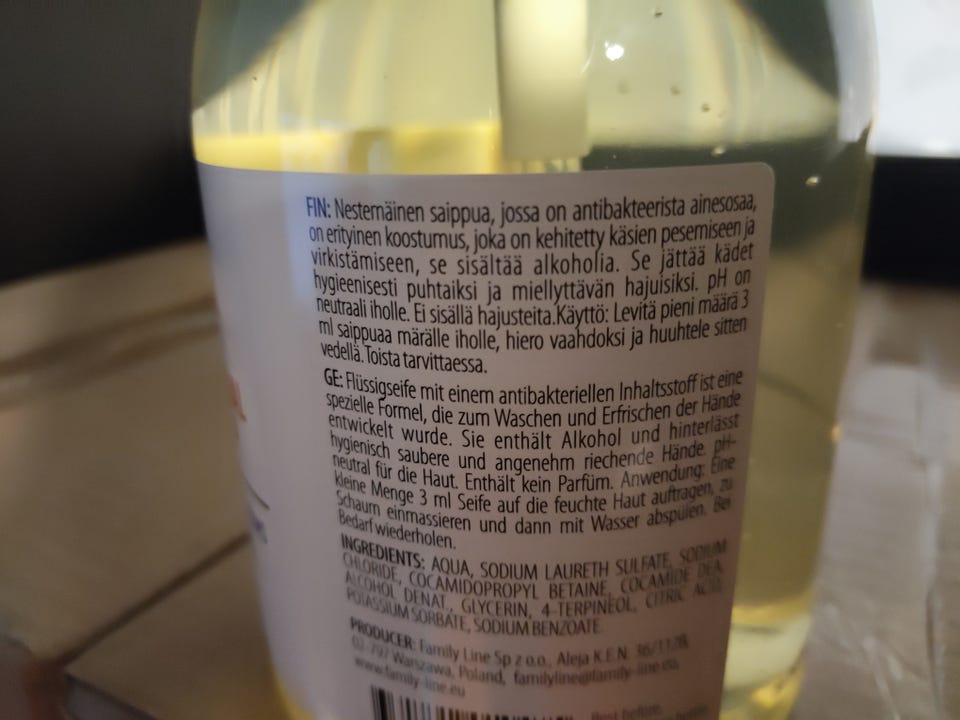 FIN: Nestemäinen saippua, jossa on antibakteerista ainesosaa,
on erityinen koostumus, joka on kehitetty käsien pesemiseen ja
virkistämiseen, se sisältää alkoholia. Se jättää kädet
hygieenisesti puhtaiksi ja miellyttävän hajuisiksi. pH on
neutraali iholle. Ei sisällä hajusteita.Käyttö: Levitä pieni määrä 3
ml saippuaa märälle iholle, hiero vaahdoksi ja huuhtele sitten
vedellä.Toista tarvittaessa.
GE: Flüssigseife mit einem antibakteriellen Inhaltsstoff ist eine
spezielle Formel, die zum Waschen und Erfrischen der Hände
entwickelt wurde. Sie enthält Alkohol und hinterlässt
hygienisch saubere und angenehm riechende Hände. pH-
neutral für die Haut. Enthält kein Parfüm. Anwendung: Eine
kleine Menge 3 ml Seife auf die feuchte Haut auftragen, zu
Schaum einmassieren und dann mit Wasser abspülen. Bei
Bedarf wiederholen.
INGREDIENTS: AQUA, SODIUM LAURETH SULFATE, SODIUM
CHLORIDE, COCAMIDOPROPYL BETAINE, COCAMIDE DEA,
ALCOHOL DENAT., GLYCERIN, 4-TERPINEOL, CITRIC ACID,
POTASSIUM SORBATE, SODIUM BENZOATE.
PRODUCER: Family Line Sp z o.o., Aleja K.E.N. 36/112B,
02-797 Warszawa, Poland, familyline@family-line.eu,
www.family-line.eu
Best before,